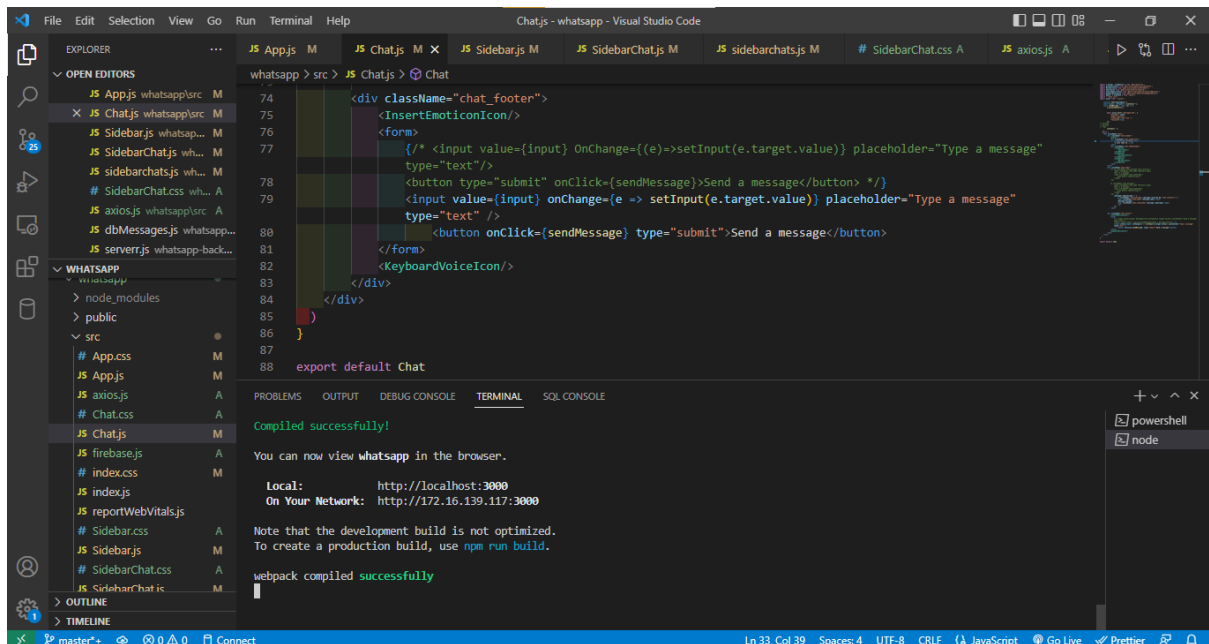 File Edit Selection View Go Run Terminal Help Chat.js - whatsapp - Visual Studio Code
EXPLORER ...
JS App.js M JS Chat.js M JS Sidebar.js M JS SidebarChat.js M JS sidebarchats.js M # SidebarChat.css A JS axios.js A
OPEN EDITORS
JS App.js whatsapp\src M
JS Chat.js whatsapp\src M
JS Sidebar.js whatsap... M
JS SidebarChat.js wh... M
JS sidebarchats.js wh... M
# SidebarChat.css wh... A
JS axios.js whatsapp\src A
JS dbMessages.js whatsapp...
JS serverr.js whatsapp-back...
25
WHATSAPP
whatsapp
node_modules
public
src
# App.css M
JS App.js M
JS axios.js A
# Chat.css A
JS Chat.js M
JS firebase.js A
# index.css M
JS index.js
JS reportWebVitals.js
# Sidebar.css A
JS Sidebar.js M
# SidebarChat.css A
JS SidebarChat.js M
OUTLINE
TIMELINE
1
whatsapp > src > JS Chat.js > Chat
74 <div className="chat_footer">
75 <InsertEmoticonIcon/>
76 <form>
77 {/* <input value={input} OnChange={(e)=>setInput(e.target.value)} placeholder="Type a message"
type="text"/>
78 <button type="submit" onClick={sendMessage}>Send a message</button> */}
79 <input value={input} onChange={e => setInput(e.target.value)} placeholder="Type a message"
type="text" />
80 <button onClick={sendMessage} type="submit">Send a message</button>
81 </form>
82 <KeyboardVoiceIcon/>
83 </div>
84 </div>
85 )
86 }
87
88 export default Chat
PROBLEMS OUTPUT DEBUG CONSOLE TERMINAL SQL CONSOLE
powershell
node
Compiled successfully!
You can now view whatsapp in the browser.
Local: http://localhost:3000
On Your Network: http://172.16.139.117:3000
Note that the development build is not optimized.
To create a production build, use npm run build.
webpack compiled successfully
master*+ 0 0 Connect Ln 33, Col 39 Spaces: 4 UTF-8 CRLF JavaScript Go Live Prettier